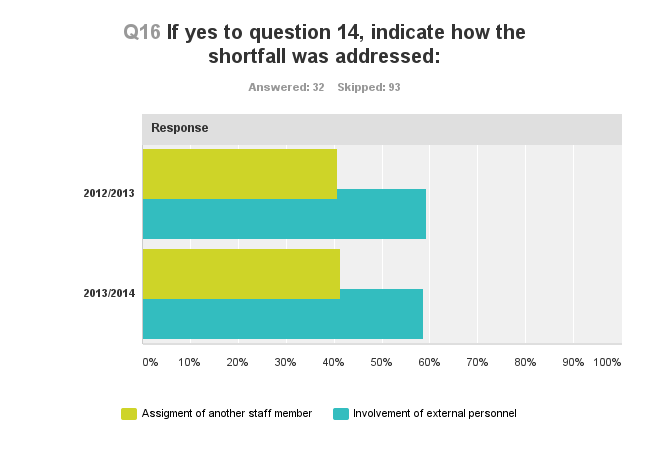 Q16 If yes to question 14, indicate how the
shortfall was addressed:
Answered: 32 Skipped: 93
Response
2012/2013
2013/2014
0% 10% 20% 30% 40% 50% 60% 70% 80% 90% 100%
Assigment of another staff member Involvement of external personnel